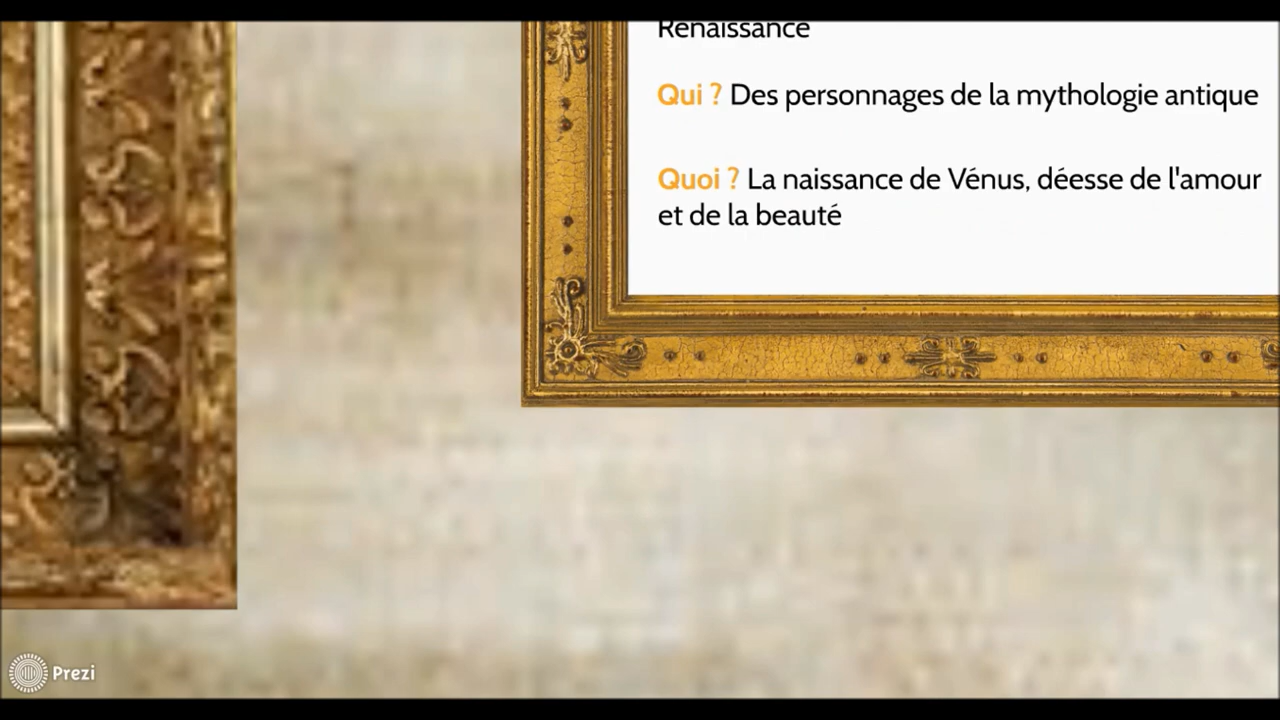 Renaissance
Qui ? Des personnages de la mythologie antique
Quoi ? La naissance de Vénus, déesse de l'amour
et de la beauté
Prezi